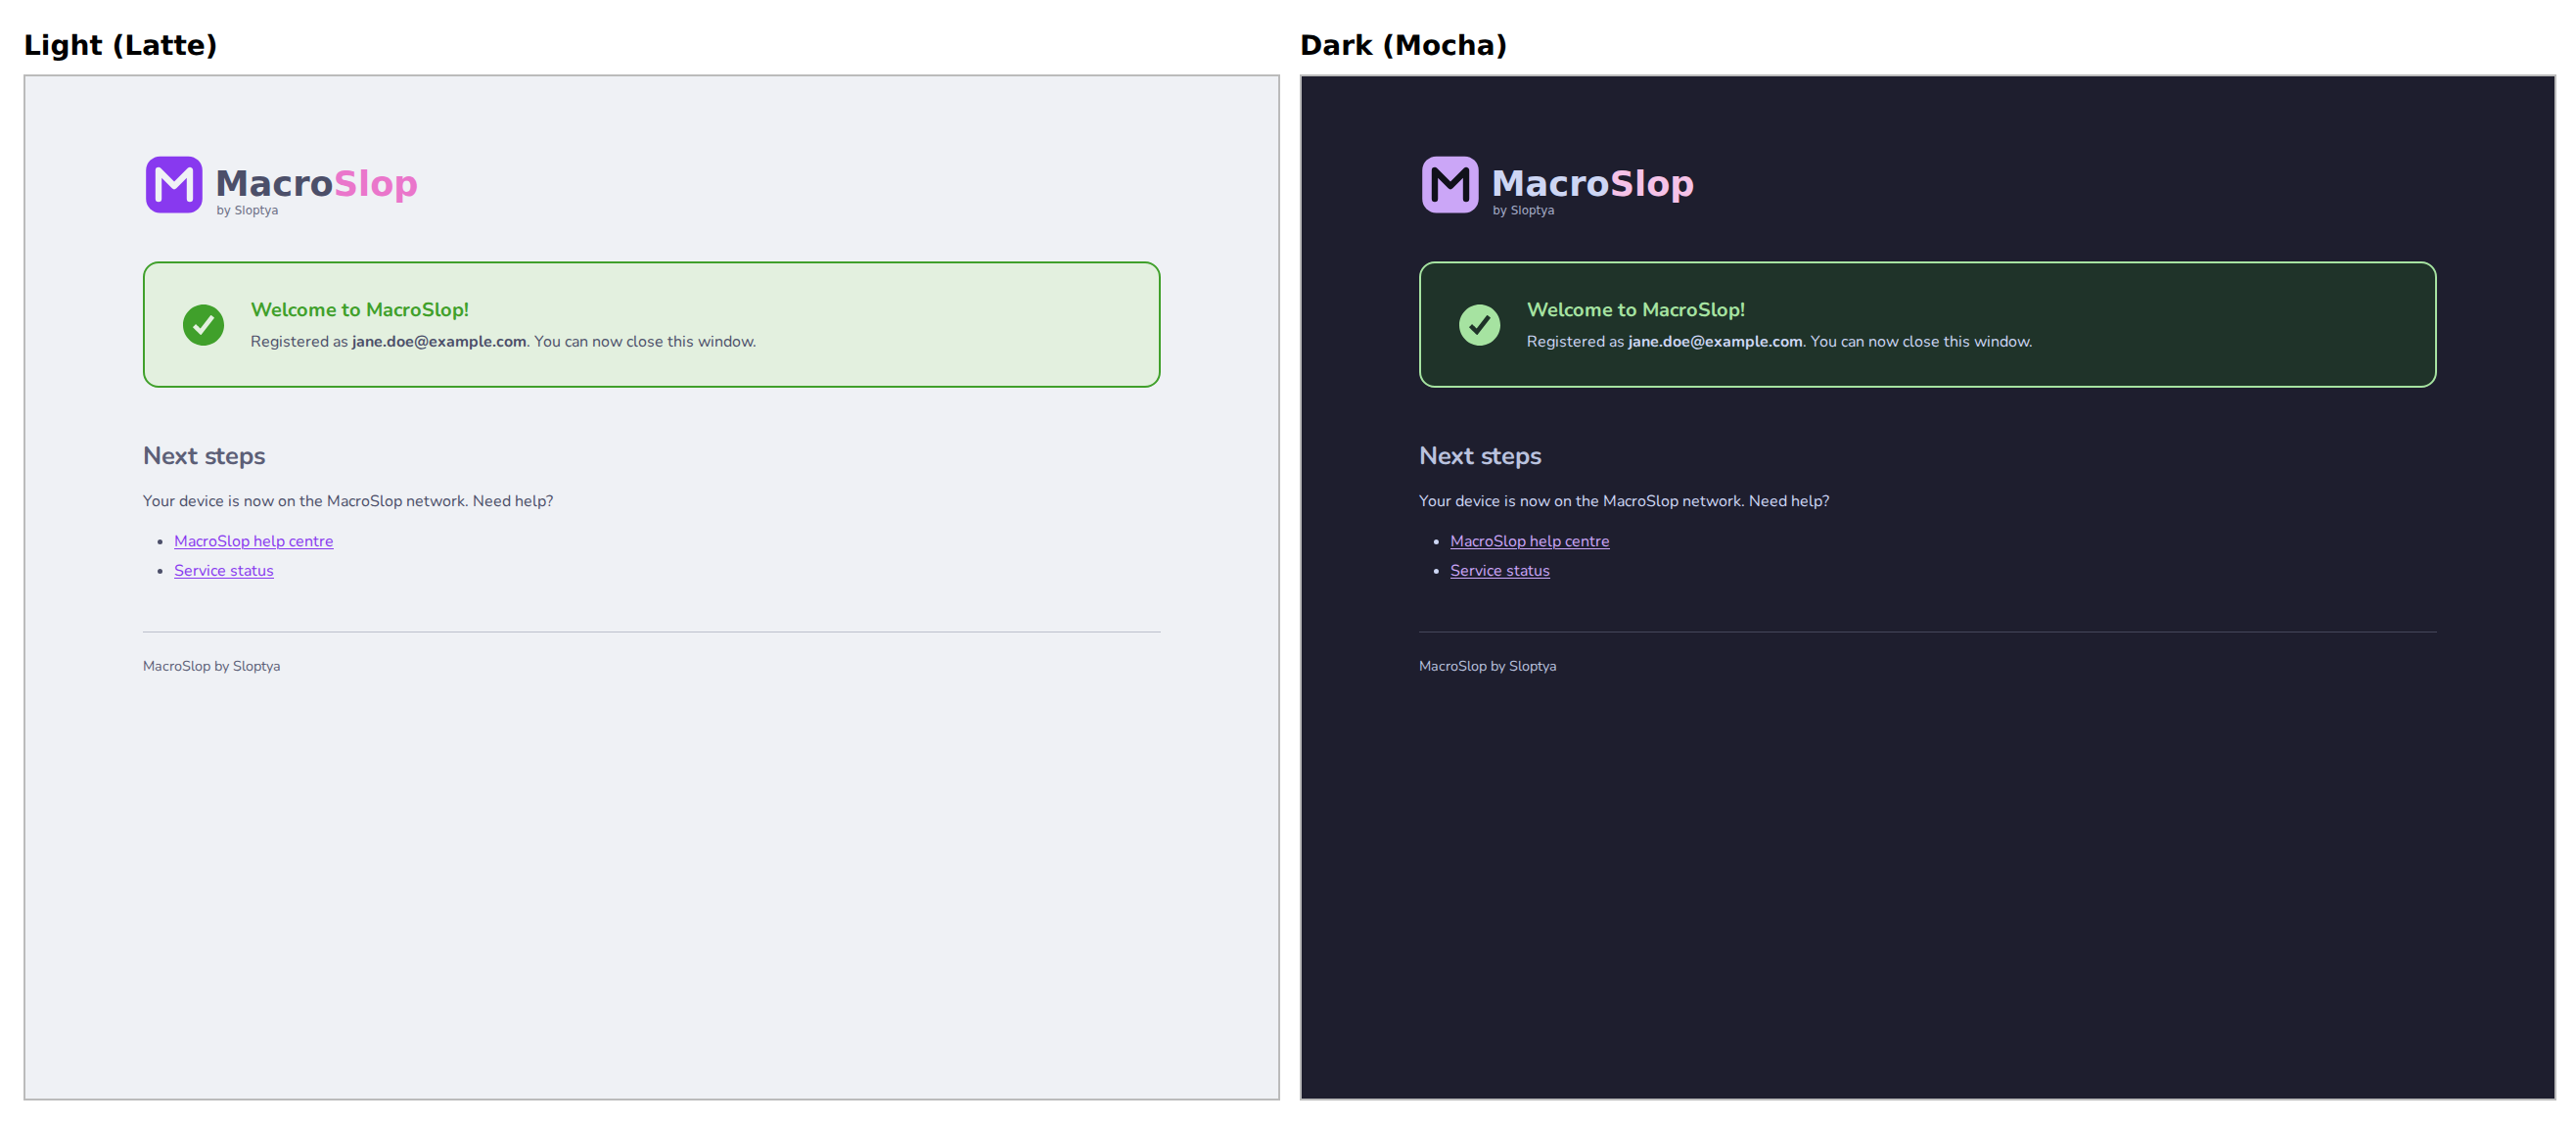 Light (Latte)
MacroSlop
by Sloptya
Welcome to MacroSlop!
Registered as jane.doe@example.com. You can now close this window.
Next steps
Your device is now on the MacroSlop network. Need help?
• MacroSlop help centre
• Service status
MacroSlop by Sloptya
Dark (Mocha)
MacroSlop
by Sloptya
Welcome to MacroSlop!
Registered as jane.doe@example.com. You can now close this window.
Next steps
Your device is now on the MacroSlop network. Need help?
• MacroSlop help centre
• Service status
MacroSlop by Sloptya